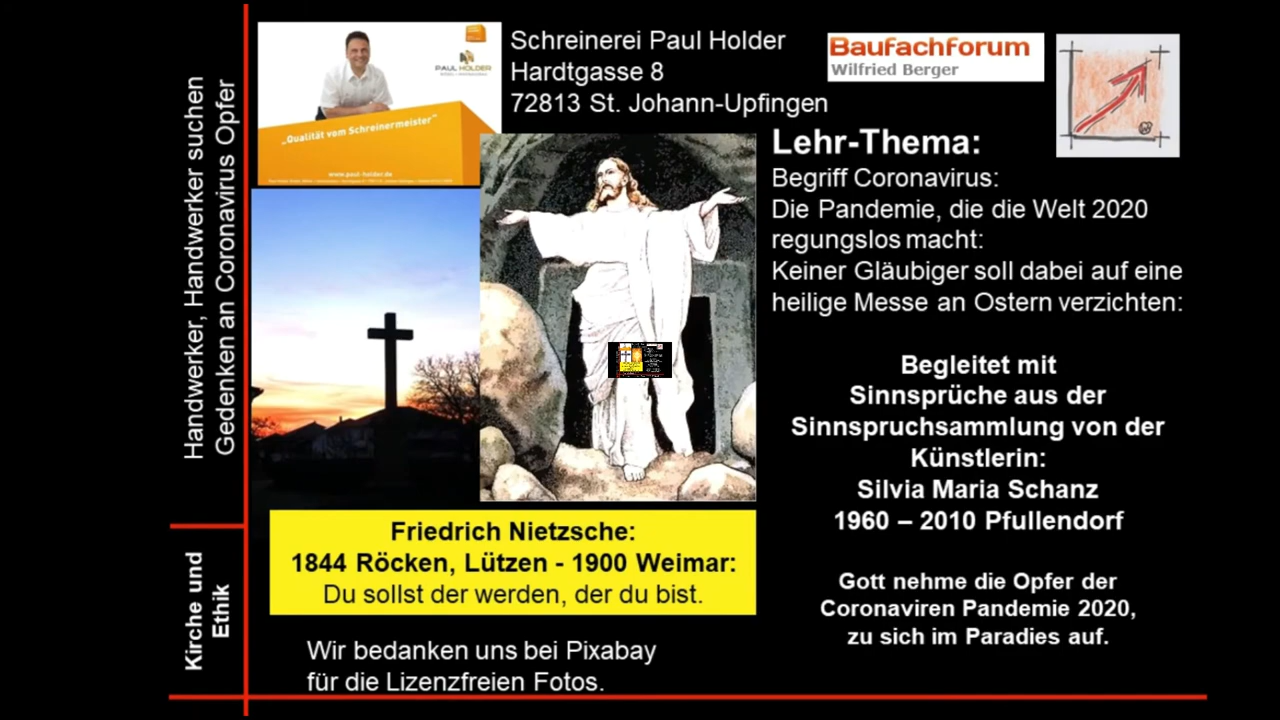 Handwerker, Handwerker suchen
Gedenken an Coronavirus Opfer
Kirche und
Ethik
PAUL HOLDER
„Qualität vom Schreinermeister“
www.paul-holder.de
Schreinerei Paul Holder
Hardtgasse 8
72813 St. Johann-Upfingen
Baufachforum
Wilfried Berger
Lehr-Thema:
Begriff Coronavirus:
Die Pandemie, die die Welt 2020
regungslos macht:
Keiner Gläubiger soll dabei auf eine
heilige Messe an Ostern verzichten:
Begleitet mit
Sinnsprüche aus der
Sinnspruchsammlung von der
Künstlerin:
Silvia Maria Schanz
1960 – 2010 Pfullendorf
Gott nehme die Opfer der
Coronaviren Pandemie 2020,
zu sich im Paradies auf.
Friedrich Nietzsche:
1844 Röcken, Lützen - 1900 Weimar:
Du sollst der werden, der du bist.
Wir bedanken uns bei Pixabay
für die Lizenzfreien Fotos.